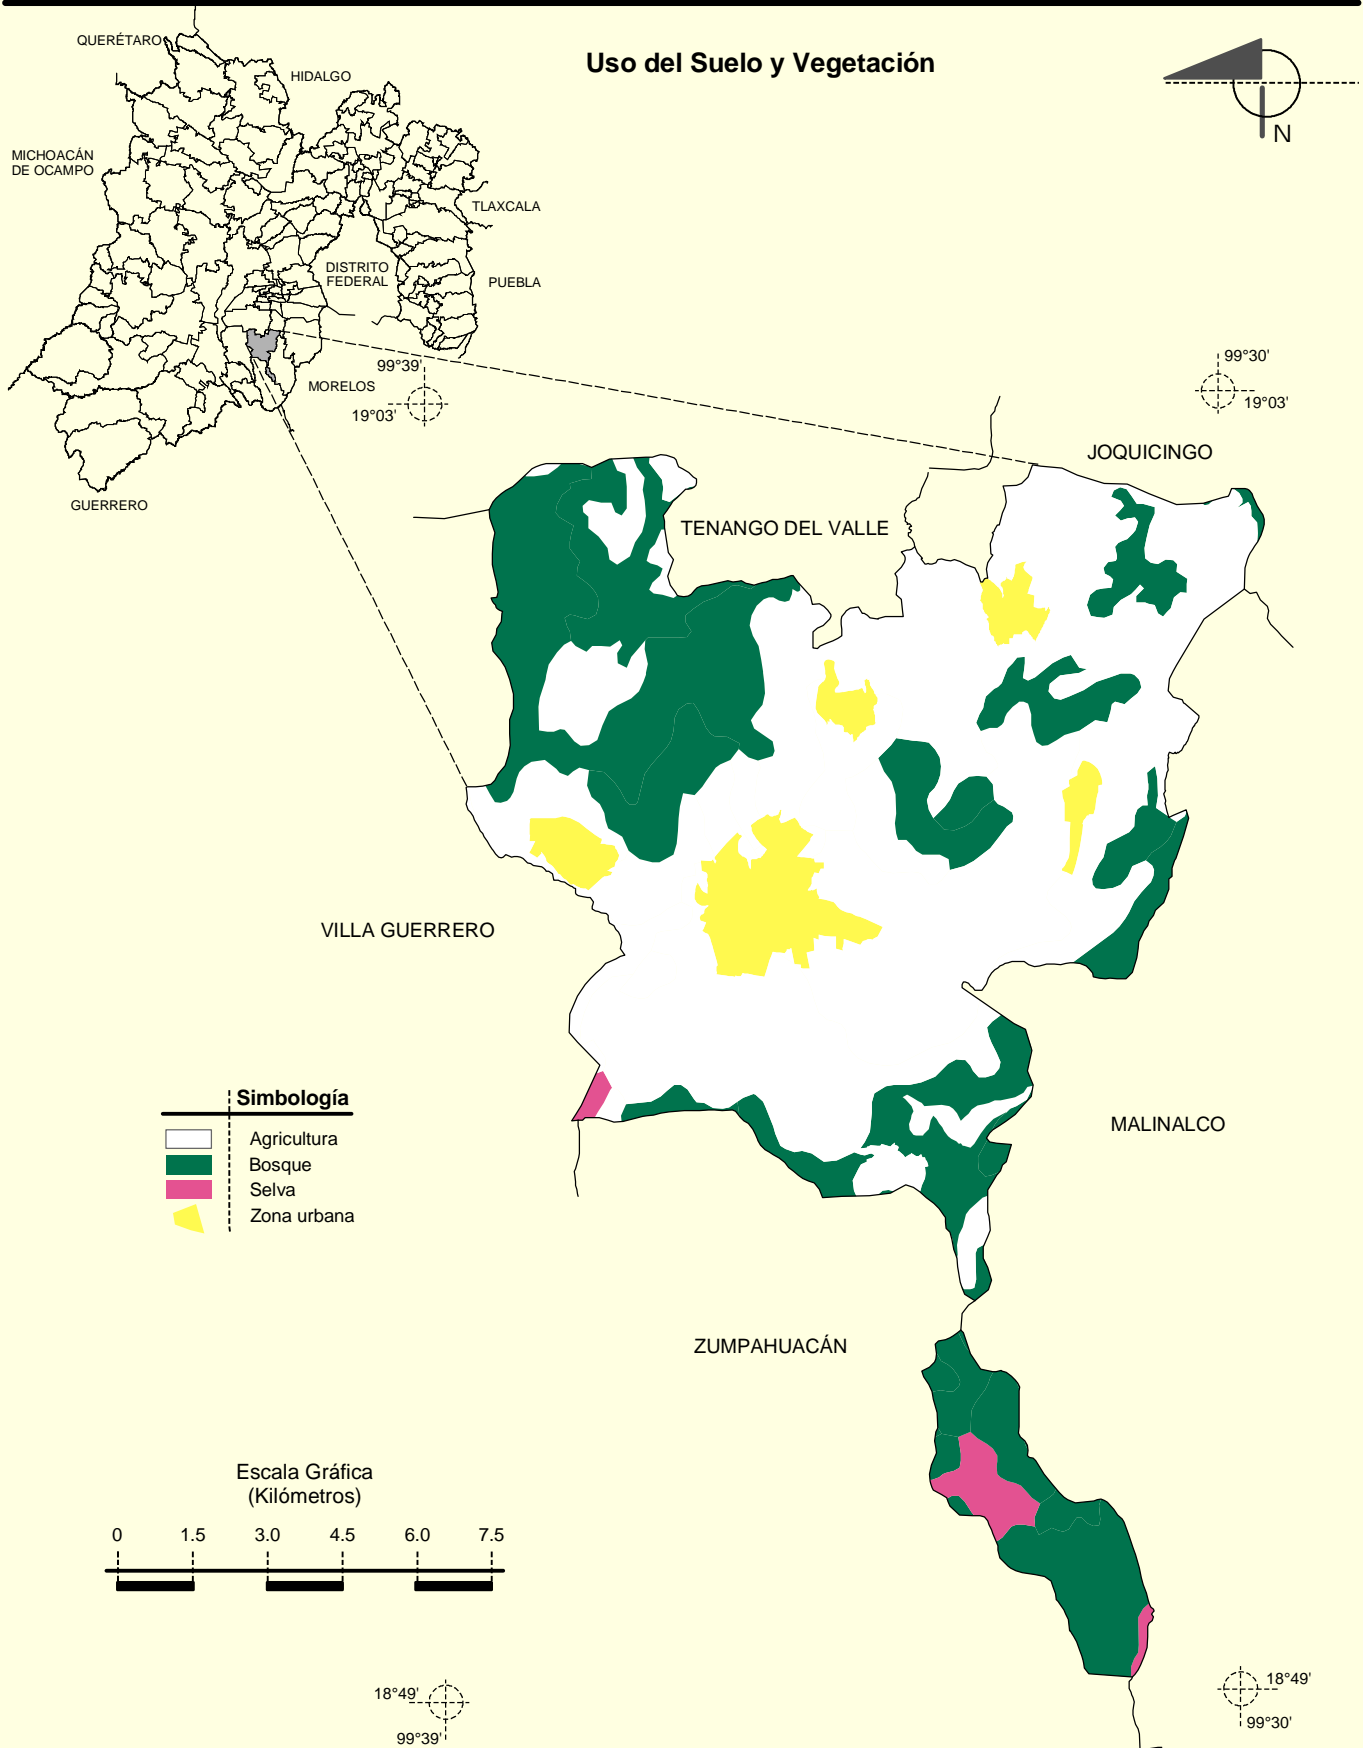 Uso del Suelo y Vegetación
N
QUERÉTARO
HIDALGO
MICHOACÁN
DE OCAMPO
TLAXCALA
DISTRITO
FEDERAL
PUEBLA
MORELOS
GUERRERO
99°39'
19°03'
99°30'
19°03'
JOQUICINGO
TENANGO DEL VALLE
VILLA GUERRERO
MALINALCO
ZUMPAHUACÁN
Simbología
Agricultura
Bosque
Selva
Zona urbana
Escala Gráfica
(Kilómetros)
0 1.5 3.0 4.5 6.0 7.5
18°49'
99°39'
18°49'
99°30'